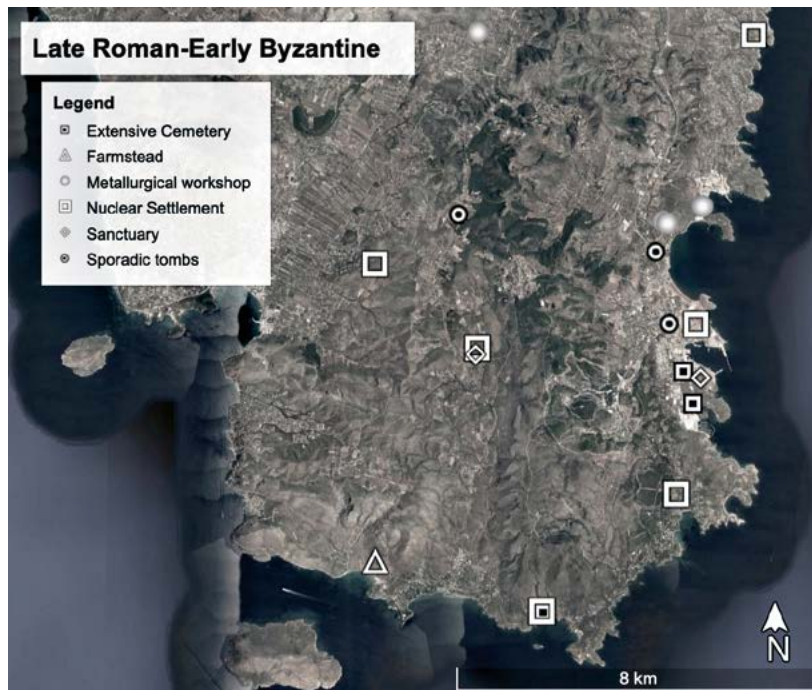 Late Roman-Early Byzantine
Legend
Extensive Cemetery
Farmstead
Metallurgical workshop
Nuclear Settlement
Sanctuary
Sporadic tombs
N
8 km